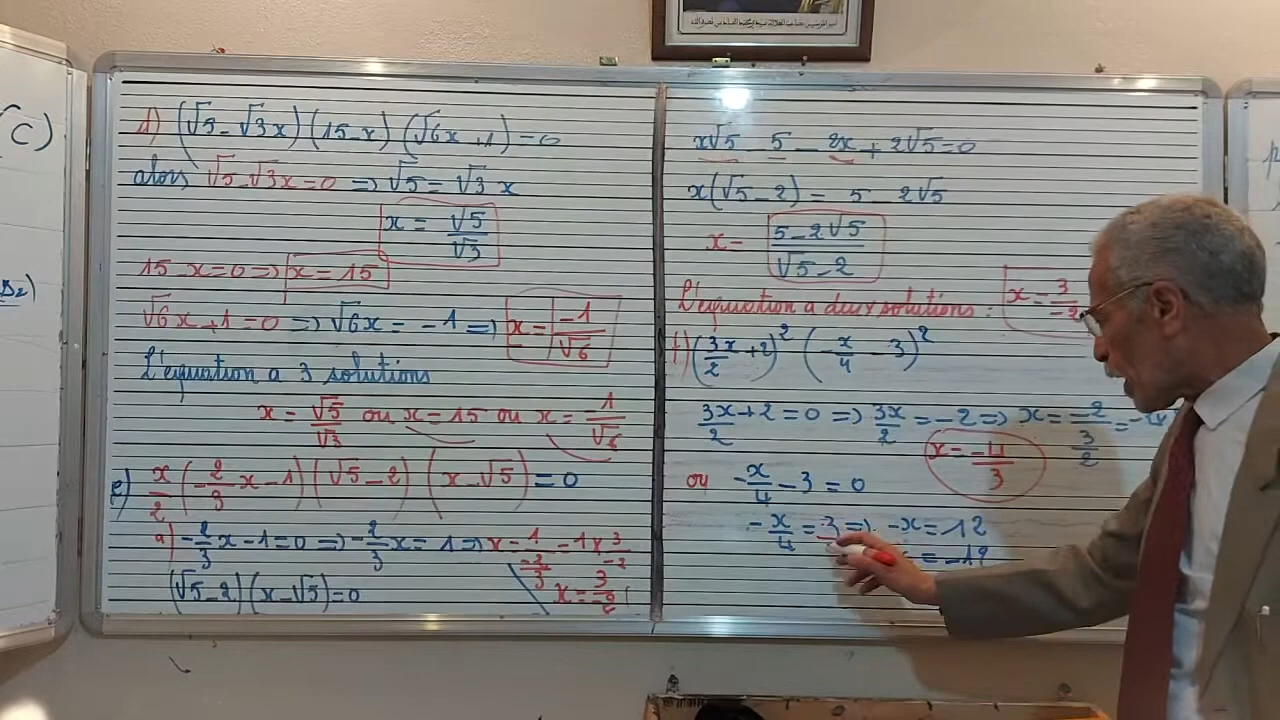 C)
d) (√5 - √3x) (15 - x) (√6x + 1) = 0
alors √5 - √3x = 0 => √5 = √3 x
x = √5/√3
15 - x = 0 => x = 15
√6x + 1 = 0 => √6x = -1 => x = -1/√6
L'équation a 3 solutions
x = √5/√3 ou x = 15 ou x = -1/√6
e) x/2 (-2/3 x - 1) (√5 - 2) (x - √5) = 0
a) -2/3 x - 1 = 0 => -2/3 x = 1 => x = 1/(-2/3) = 1 x 3/-2
(√5 - 2) (x - √5) = 0
x = 3/-2
x√5 - 5 - 2x + 2√5 = 0
x(√5 - 2) = 5 - 2√5
x = (5 - 2√5)/(√5 - 2)
L'équation a deux solutions : x = 3/-2
f) (3x/2 + 2)² (-x/4 - 3)²
3x/2 + 2 = 0 => 3x/2 = -2 => x = -2/(3/2) =
x = -4/3
ou -x/4 - 3 = 0
-x/4 = 3 => -x = 12
= -12